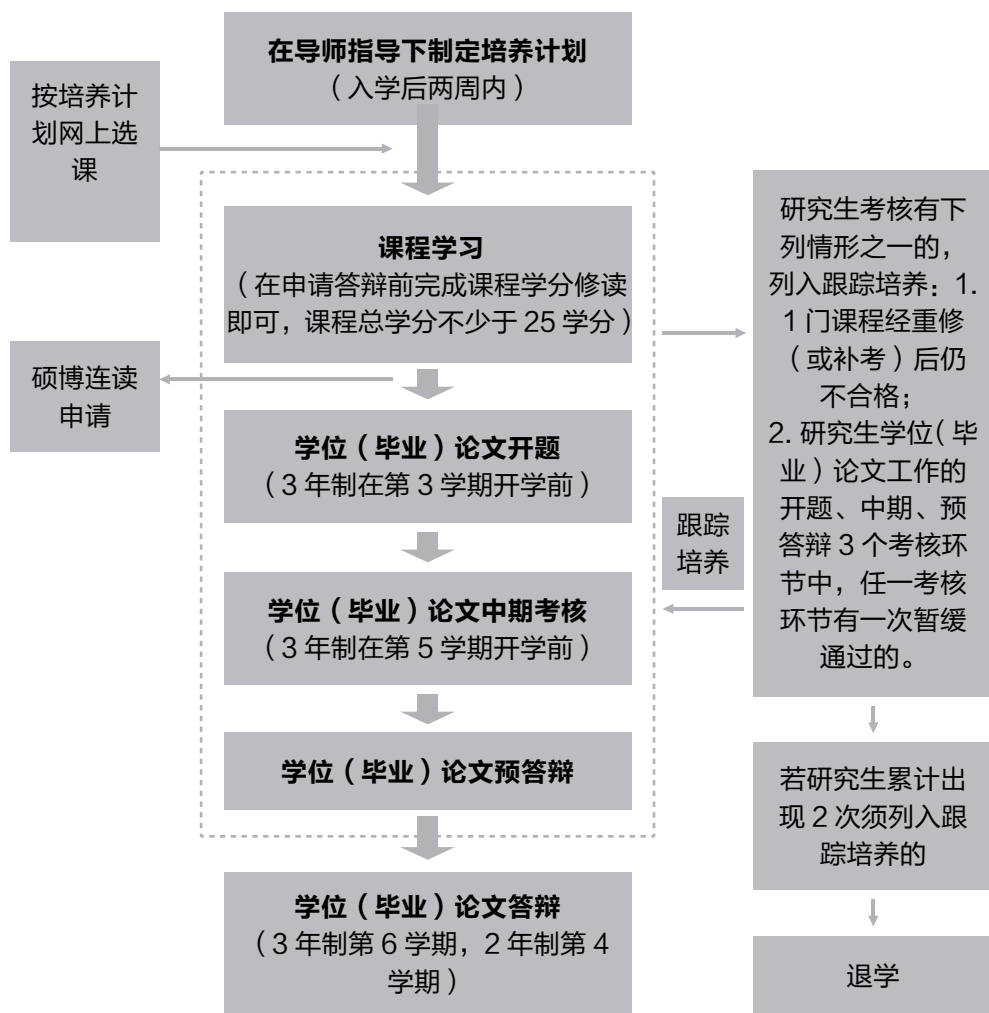 在导师指导下制定培养计划
（入学后两周内）
按培养计
划网上选
课
课程学习
（在申请答辩前完成课程学分修读
即可，课程总学分不少于 25 学分）
硕博连读
申请
学位（毕业）论文开题
（3 年制在第 3 学期开学前）
学位（毕业）论文中期考核
（3 年制在第 5 学期开学前）
学位（毕业）论文预答辩
学位（毕业）论文答辩
（3 年制第 6 学期，2 年制第 4
学期）
研究生考核有下
列情形之一的，
列入跟踪培养：1.
1 门课程经重修
（或补考）后仍
不合格；
2. 研究生学位（毕
业）论文工作的
开题、中期、预
答辩 3 个考核环
节中，任一考核
环节有一次暂缓
通过的。
跟踪
培养
若研究生累计出
现 2 次须列入跟
踪培养的
退学